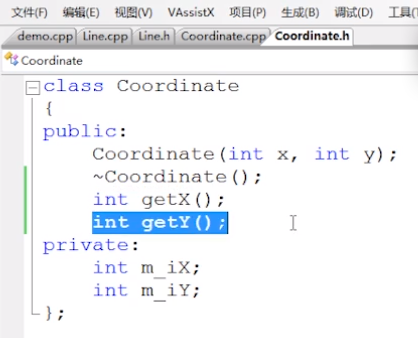 文件(F) 编辑(E) 视图(V) VAssistX 项目(P) 生成(B) 调试(D) 工具
demo.cpp Line.cpp Line.h Coordinate.cpp Coordinate.h
Coordinate
class Coordinate
{
public:
Coordinate(int x, int y);
~Coordinate();
int getX();
int getY();
private:
int m_iX;
int m_iY;
};